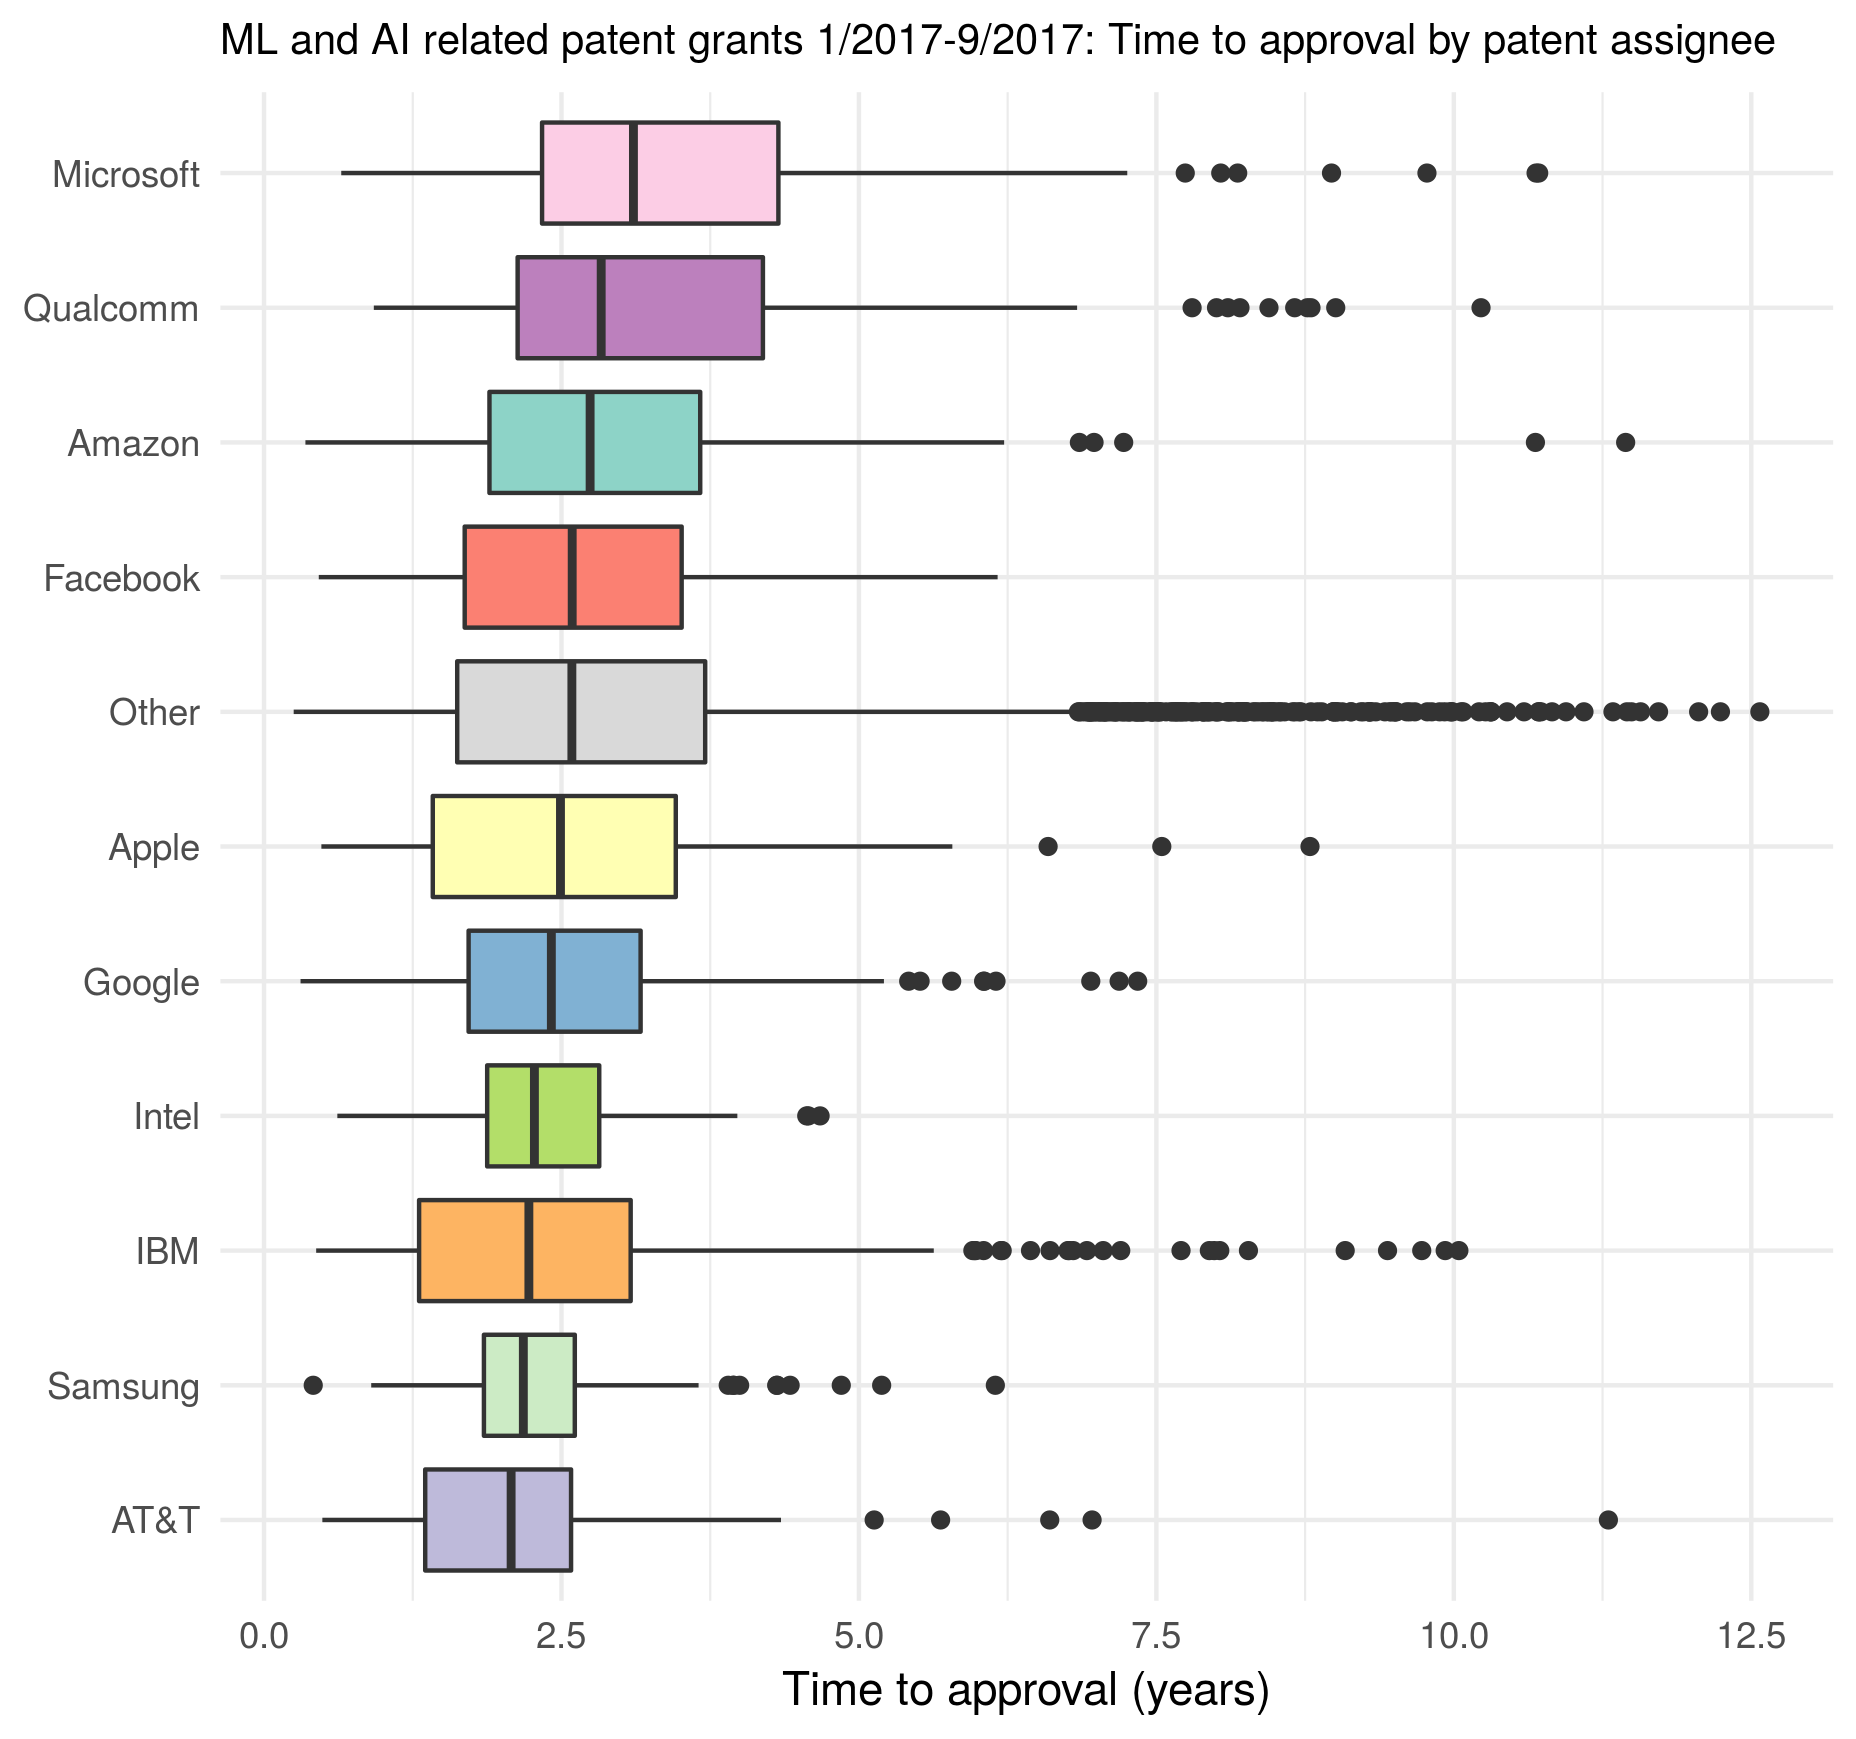 ML and AI related patent grants 1/2017-9/2017: Time to approval by patent assignee
Microsoft
Qualcomm
Amazon
Facebook
Other
Apple
Google
Intel
IBM
Samsung
AT&T
0.0 2.5 5.0 7.5 10.0 12.5
Time to approval (years)